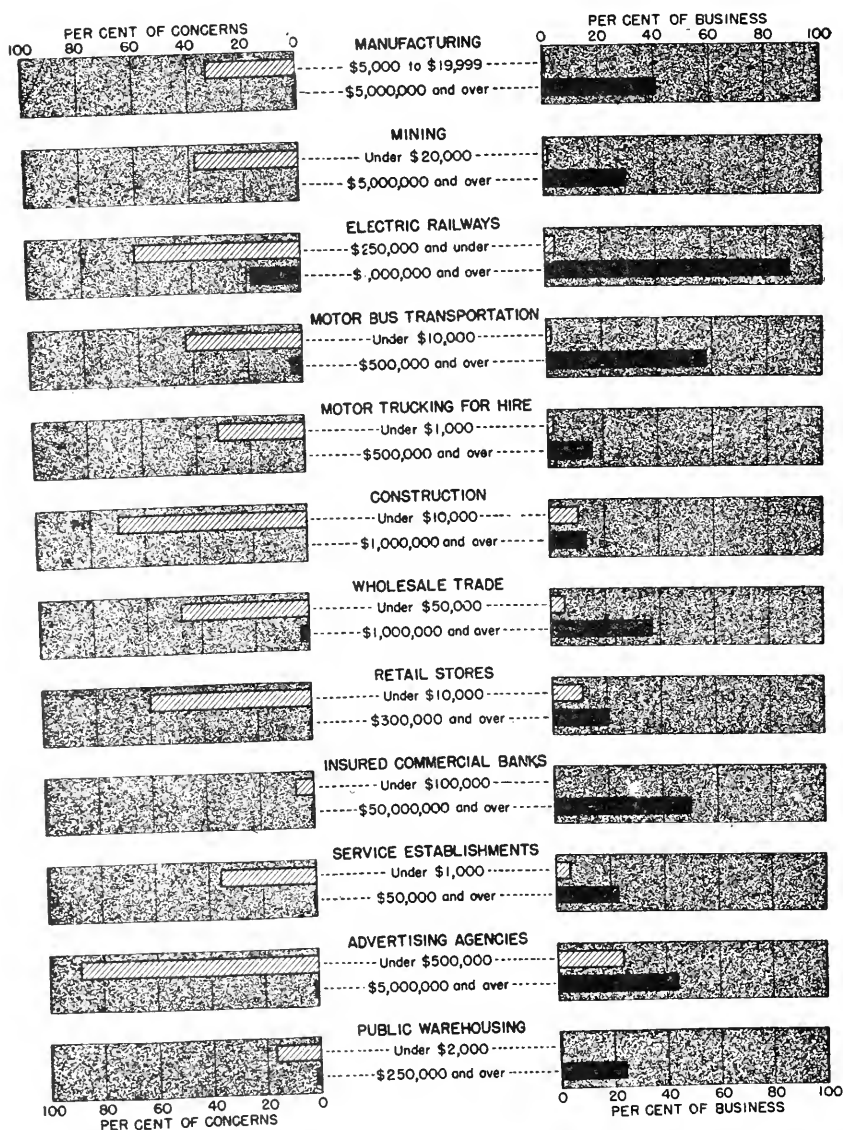 PER CENT OF CONCERNS
100 80 60 40 20 0
PER CENT OF BUSINESS
0 20 40 60 80 100
MANUFACTURING
$5,000 to $19,999
$5,000,000 and over
MINING
Under $20,000
$5,000,000 and over
ELECTRIC RAILWAYS
$250,000 and under
$ ,000,000 and over
MOTOR BUS TRANSPORTATION
Under $10,000
$500,000 and over
MOTOR TRUCKING FOR HIRE
Under $1,000
$500,000 and over
CONSTRUCTION
Under $10,000
$1,000,000 and over
WHOLESALE TRADE
Under $50,000
$1,000,000 and over
RETAIL STORES
Under $10,000
$300,000 and over
INSURED COMMERCIAL BANKS
Under $100,000
$50,000,000 and over
SERVICE ESTABLISHMENTS
Under $1,000
$50,000 and over
ADVERTISING AGENCIES
Under $500,000
$5,000,000 and over
PUBLIC WAREHOUSING
Under $2,000
$250,000 and over
100 80 60 40 20 0
PER CENT OF CONCERNS
0 20 40 60 80 100
PER CENT OF BUSINESS